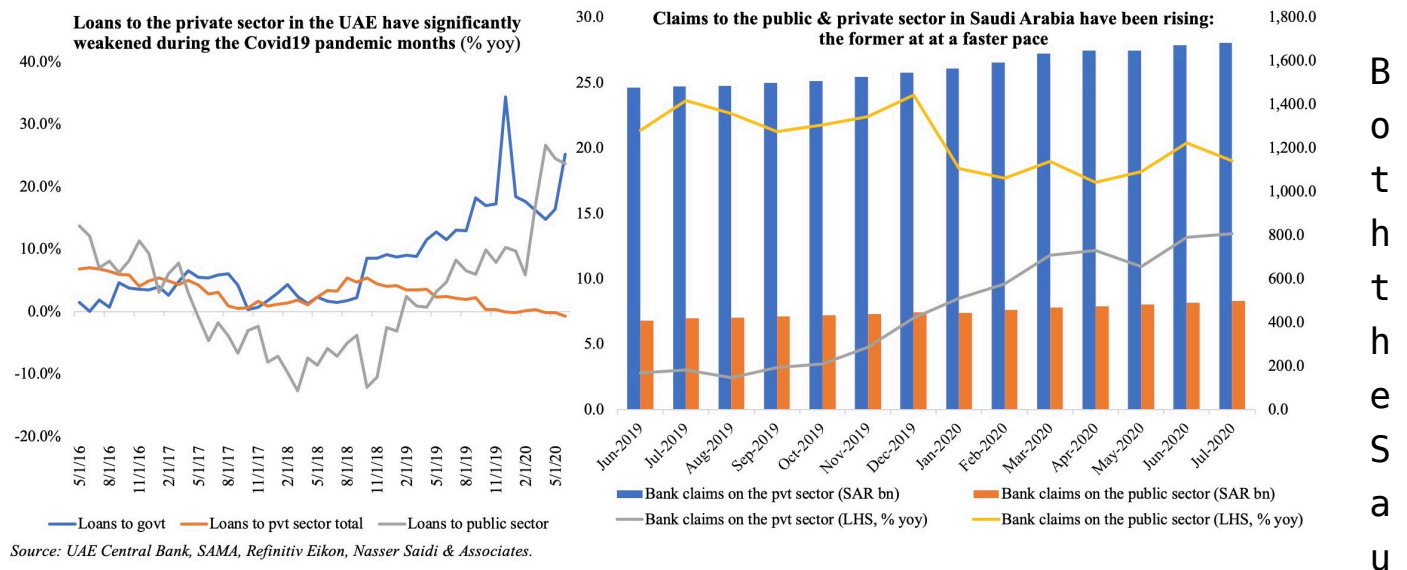 Loans to the private sector in the UAE have significantly
weakened during the Covid19 pandemic months (% yoy)
40.0%
30.0%
20.0%
10.0%
0.0%
-10.0%
-20.0%
5/1/16
8/1/16
11/1/16
2/1/17
5/1/17
8/1/17
11/1/17
2/1/18
5/1/18
8/1/18
11/1/18
2/1/19
5/1/19
8/1/19
11/1/19
2/1/20
5/1/20
Loans to govt
Loans to pvt sector total
Loans to public sector
Source: UAE Central Bank, SAMA, Refinitiv Eikon, Nasser Saidi & Associates.
Claims to the public & private sector in Saudi Arabia have been rising:
the former at at a faster pace
30.0
25.0
20.0
15.0
10.0
5.0
0.0
1,800.0
1,600.0
1,400.0
1,200.0
1,000.0
800.0
600.0
400.0
200.0
0.0
Jun-2019
Jul-2019
Aug-2019
Sep-2019
Oct-2019
Nov-2019
Dec-2019
Jan-2020
Feb-2020
Mar-2020
Apr-2020
May-2020
Jun-2020
Jul-2020
Bank claims on the pvt sector (SAR bn)
Bank claims on the public sector (SAR bn)
Bank claims on the pvt sector (LHS, % yoy)
Bank claims on the public sector (LHS, % yoy)
B
o
t
h
t
h
e
S
a
u